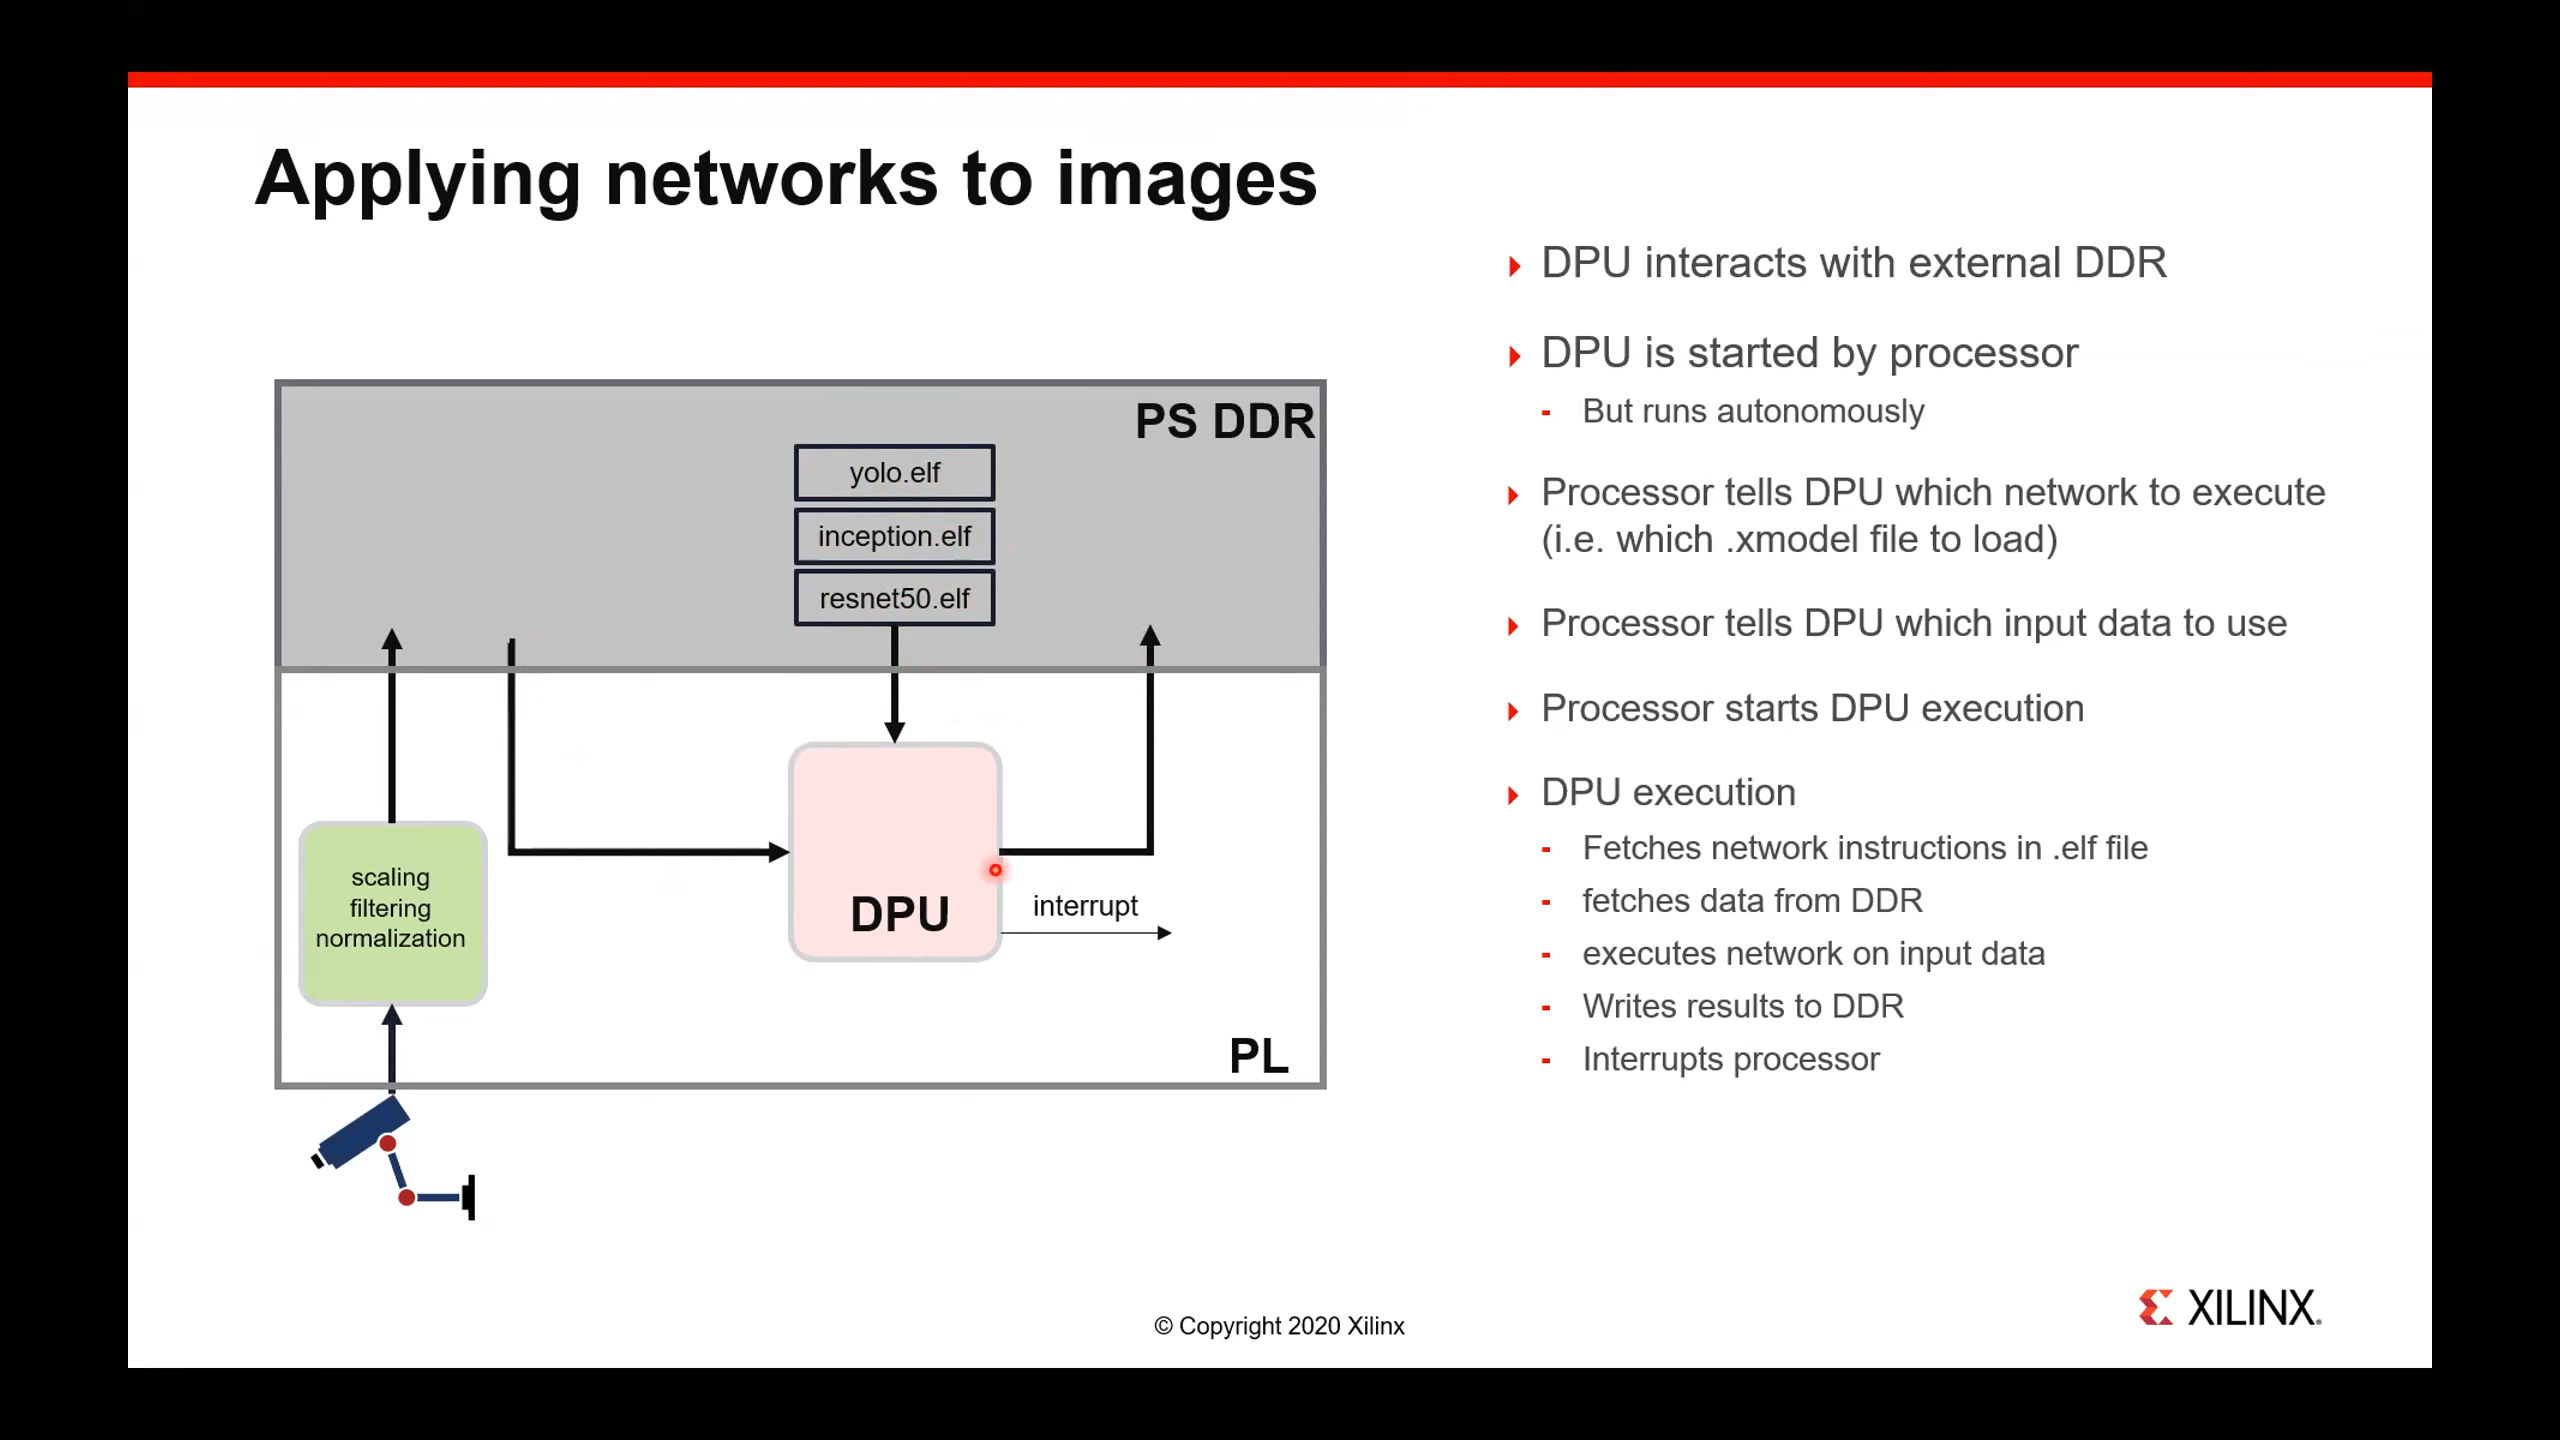 Applying networks to images
PS DDR
yolo.elf
inception.elf
resnet50.elf
scaling
filtering
normalization
DPU
interrupt
PL
DPU interacts with external DDR
DPU is started by processor
- But runs autonomously
Processor tells DPU which network to execute
(i.e. which .xmodel file to load)
Processor tells DPU which input data to use
Processor starts DPU execution
DPU execution
- Fetches network instructions in .elf file
- fetches data from DDR
- executes network on input data
- Writes results to DDR
- Interrupts processor
© Copyright 2020 Xilinx
XILINX.